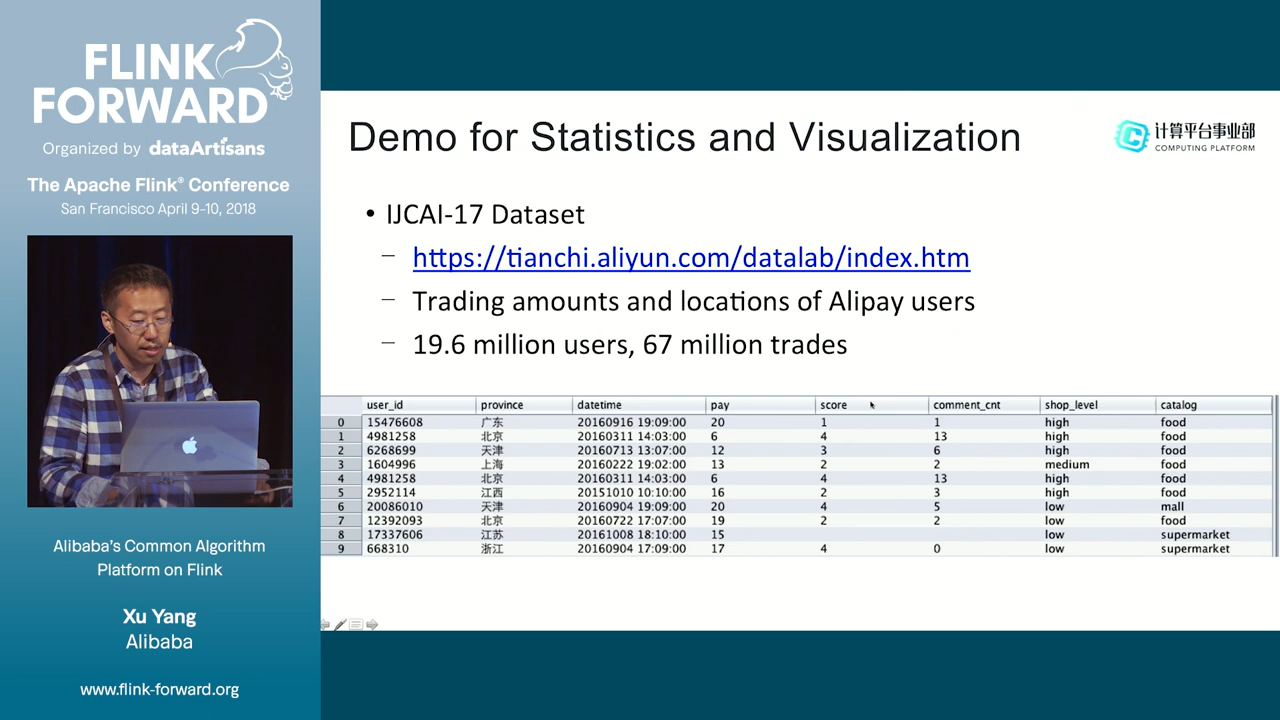 FLINK
FORWARD
Organized by dataArtisans
The Apache Flink® Conference
San Francisco April 9-10, 2018
Alibaba's Common Algorithm
Platform on Flink
Xu Yang
Alibaba
www.flink-forward.org
Demo for Statistics and Visualization
计算平台事业部
COMPUTING PLATFORM
• IJCAI-17 Dataset
– https://tianchi.aliyun.com/datalab/index.htm
– Trading amounts and locations of Alipay users
– 19.6 million users, 67 million trades
user_id province datetime pay score comment_cnt shop_level catalog
0 15476608 广东 20160916 19:09:00 20 1 1 high food
1 4981258 北京 20160311 14:03:00 6 4 13 high food
2 6268699 天津 20160713 13:07:00 12 3 6 high food
3 1604996 上海 20160222 19:02:00 13 2 2 medium food
4 4981258 北京 20160311 14:03:00 6 4 13 high food
5 2952114 江西 20151010 10:10:00 16 2 3 high food
6 20086010 天津 20160904 19:09:00 20 4 5 low mall
7 12392093 北京 20160722 17:07:00 19 2 2 low food
8 17337606 江苏 20161008 18:10:00 15 low supermarket
9 668310 浙江 20160904 17:09:00 17 4 0 low supermarket